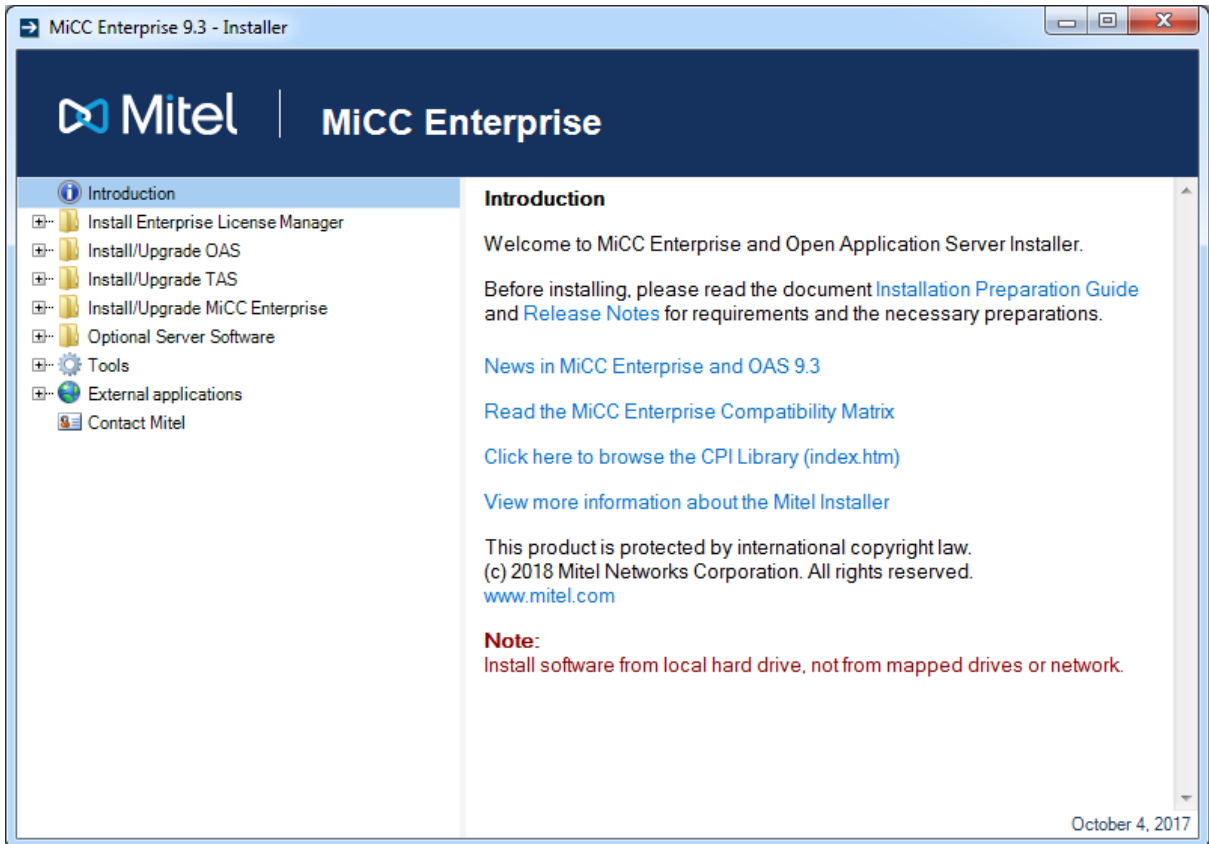 MiCC Enterprise 9.3 - Installer
Mitel
MiCC Enterprise
Introduction
Install Enterprise License Manager
Install/Upgrade OAS
Install/Upgrade TAS
Install/Upgrade MiCC Enterprise
Optional Server Software
Tools
External applications
Contact Mitel
Introduction
Welcome to MiCC Enterprise and Open Application Server Installer.
Before installing, please read the document Installation Preparation Guide
and Release Notes for requirements and the necessary preparations.
News in MiCC Enterprise and OAS 9.3
Read the MiCC Enterprise Compatibility Matrix
Click here to browse the CPI Library (index.htm)
View more information about the Mitel Installer
This product is protected by international copyright law.
(c) 2018 Mitel Networks Corporation. All rights reserved.
www.mitel.com
Note:
Install software from local hard drive, not from mapped drives or network.
October 4, 2017